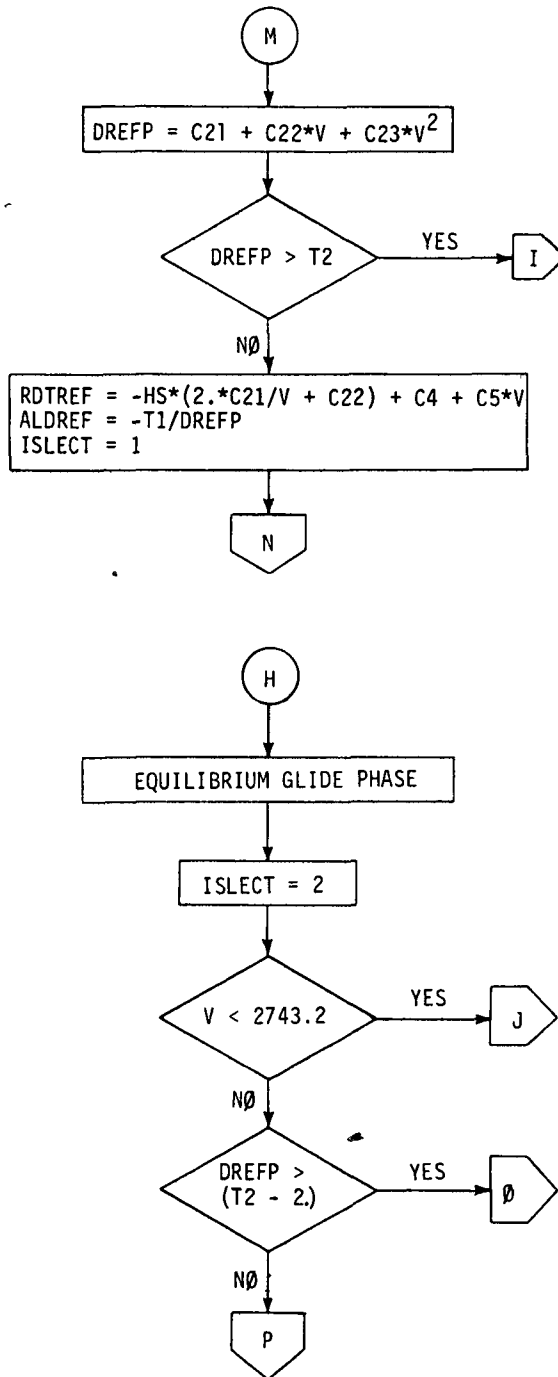 M
DREFP = C21 + C22*V + C23*V²
DREFP > T2
YES
I
NØ
RDTREF = -HS*(2.*C21/V + C22) + C4 + C5*V
ALDREF = -T1/DREFP
ISLECT = 1
N
H
EQUILIBRIUM GLIDE PHASE
ISLECT = 2
V < 2743.2
YES
J
NØ
DREFP >
(T2 - 2.)
YES
Ø
NØ
P